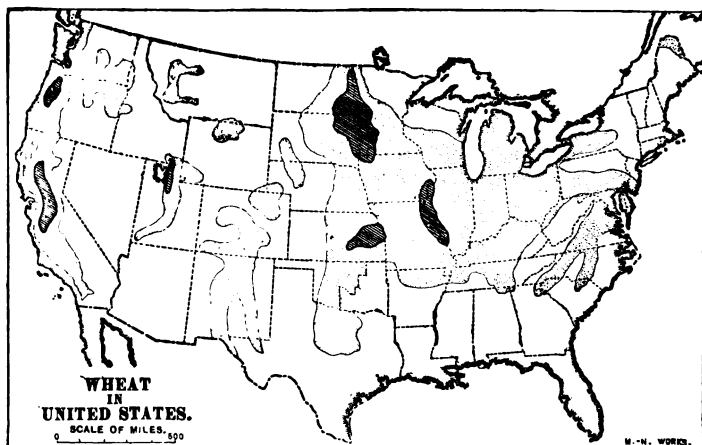 WHEAT
IN
UNITED STATES.
SCALE OF MILES.
0 500
M.-N. WORKS.